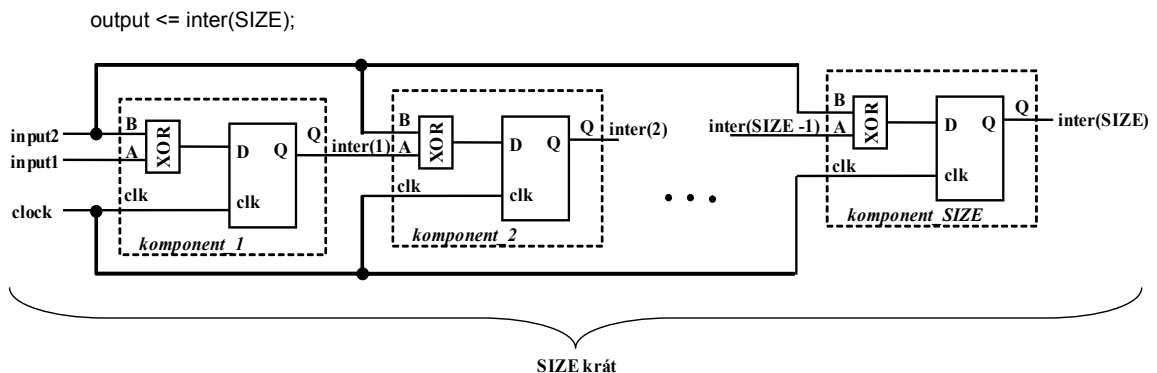 output <= inter(SIZE);
input2
input1
clock
B
A
XOR
clk
D
Q
clk
Q
komponent_1
inter(1)
B
A
XOR
clk
D
Q
clk
Q
komponent_2
inter(2)
• • •
inter(SIZE -1)
B
A
XOR
clk
D
Q
clk
Q
komponent_SIZE
inter(SIZE)
SIZE krát